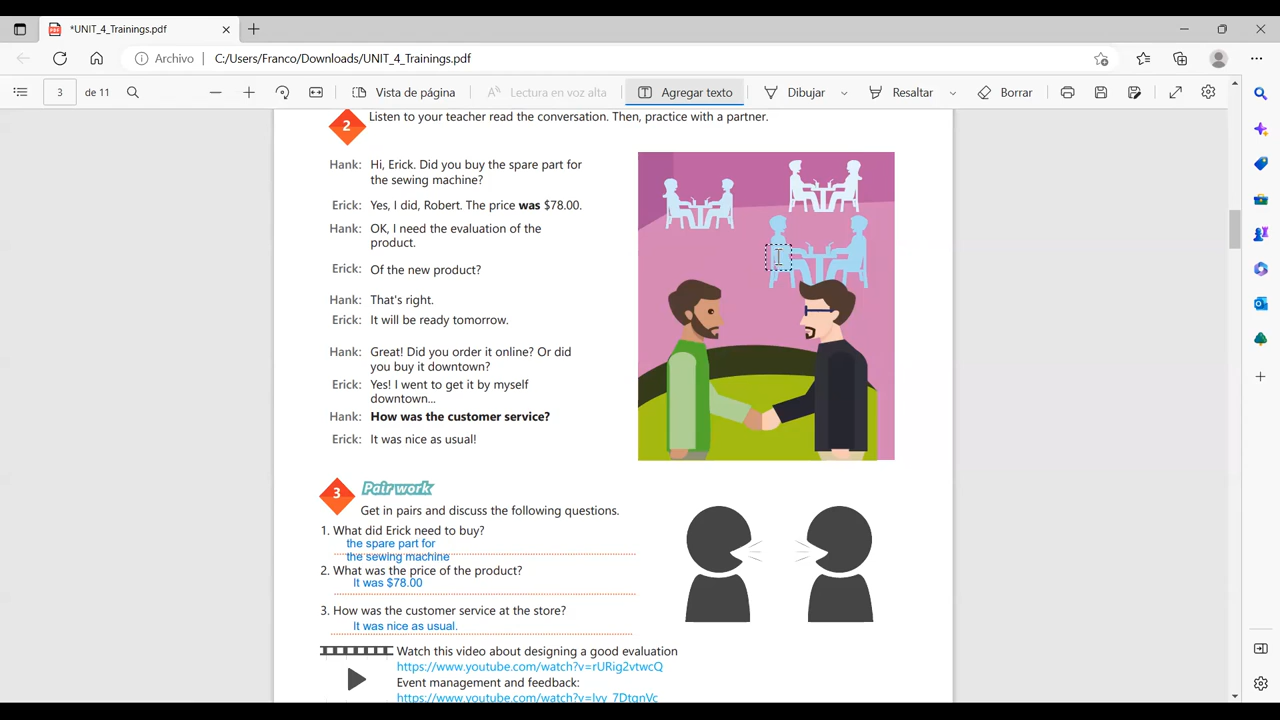 *UNIT_4_Trainings.pdf
Archivo
C:/Users/Franco/Downloads/UNIT_4_Trainings.pdf
3 de 11
Vista de página
Lectura en voz alta
Agregar texto
Dibujar
Resaltar
Borrar
2
Listen to your teacher read the conversation. Then, practice with a partner.
Hank: Hi, Erick. Did you buy the spare part for
the sewing machine?
Erick: Yes, I did, Robert. The price was $78.00.
Hank: OK, I need the evaluation of the
product.
Erick: Of the new product?
Hank: That's right.
Erick: It will be ready tomorrow.
Hank: Great! Did you order it online? Or did
you buy it downtown?
Erick: Yes! I went to get it by myself
downtown...
Hank: How was the customer service?
Erick: It was nice as usual!
3
Pair work
Get in pairs and discuss the following questions.
1. What did Erick need to buy?
the spare part for
the sewing machine
2. What was the price of the product?
It was $78.00
3. How was the customer service at the store?
It was nice as usual.
Watch this video about designing a good evaluation
https://www.youtube.com/watch?v=rURig2vtwcQ
Event management and feedback:
https://www.youtube.com/watch?v=lvy_7DtqnVc